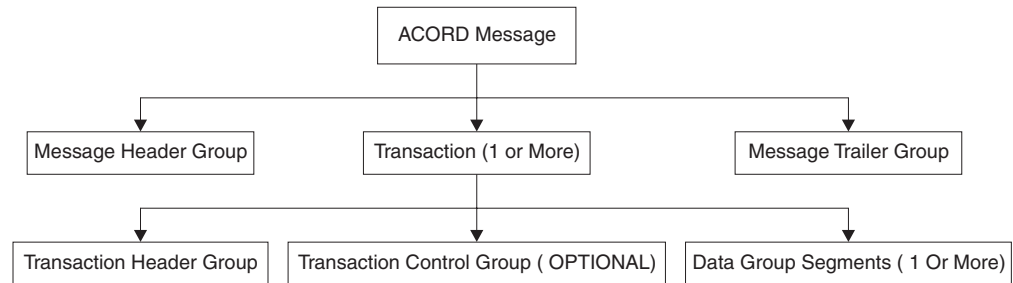 ACORD Message
Message Header Group
Transaction (1 or More)
Message Trailer Group
Transaction Header Group
Transaction Control Group ( OPTIONAL)
Data Group Segments ( 1 Or More)